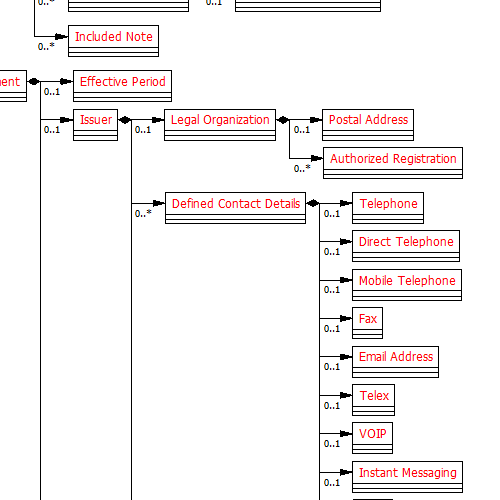 0..* 0..1
Included Note
0..*
ent Effective Period
0..1
Issuer Legal Organization Postal Address
0..1 0..1 0..1
Authorized Registration
0..*
Defined Contact Details Telephone
0..* 0..1
Direct Telephone
0..1
Mobile Telephone
0..1
Fax
0..1
Email Address
0..1
Telex
0..1
VOIP
0..1
Instant Messaging
0..1